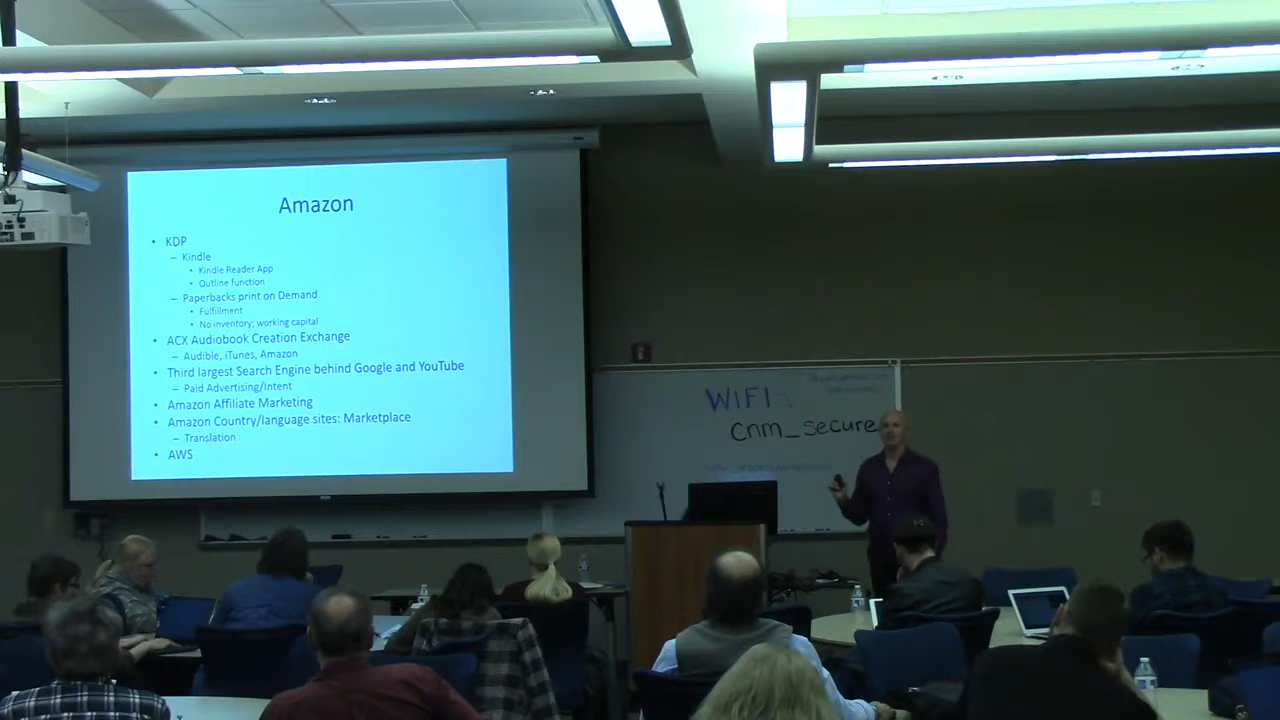 Amazon
• KDP
– Kindle
• Kindle Reader App
• Outline function
– Paperbacks print on Demand
• Fulfillment
• No inventory; working capital
• ACX Audiobook Creation Exchange
– Audible, iTunes, Amazon
• Third largest Search Engine behind Google and YouTube
– Paid Advertising/Intent
• Amazon Affiliate Marketing
• Amazon Country/language sites: Marketplace
– Translation
• AWS
WIFI
Cnm_secure